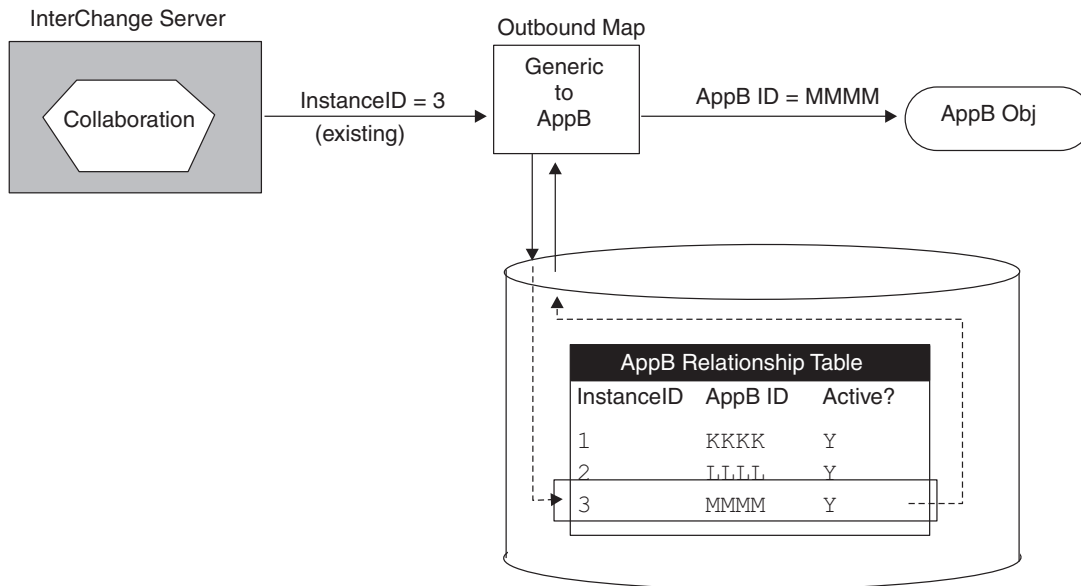 InterChange Server
Collaboration
InstanceID = 3
(existing)
Outbound Map
Generic
to
AppB
AppB ID = MMMM
AppB Obj
AppB Relationship Table
InstanceID AppB ID Active?
1 KKKK Y
2 LLLL Y
3 MMMM Y